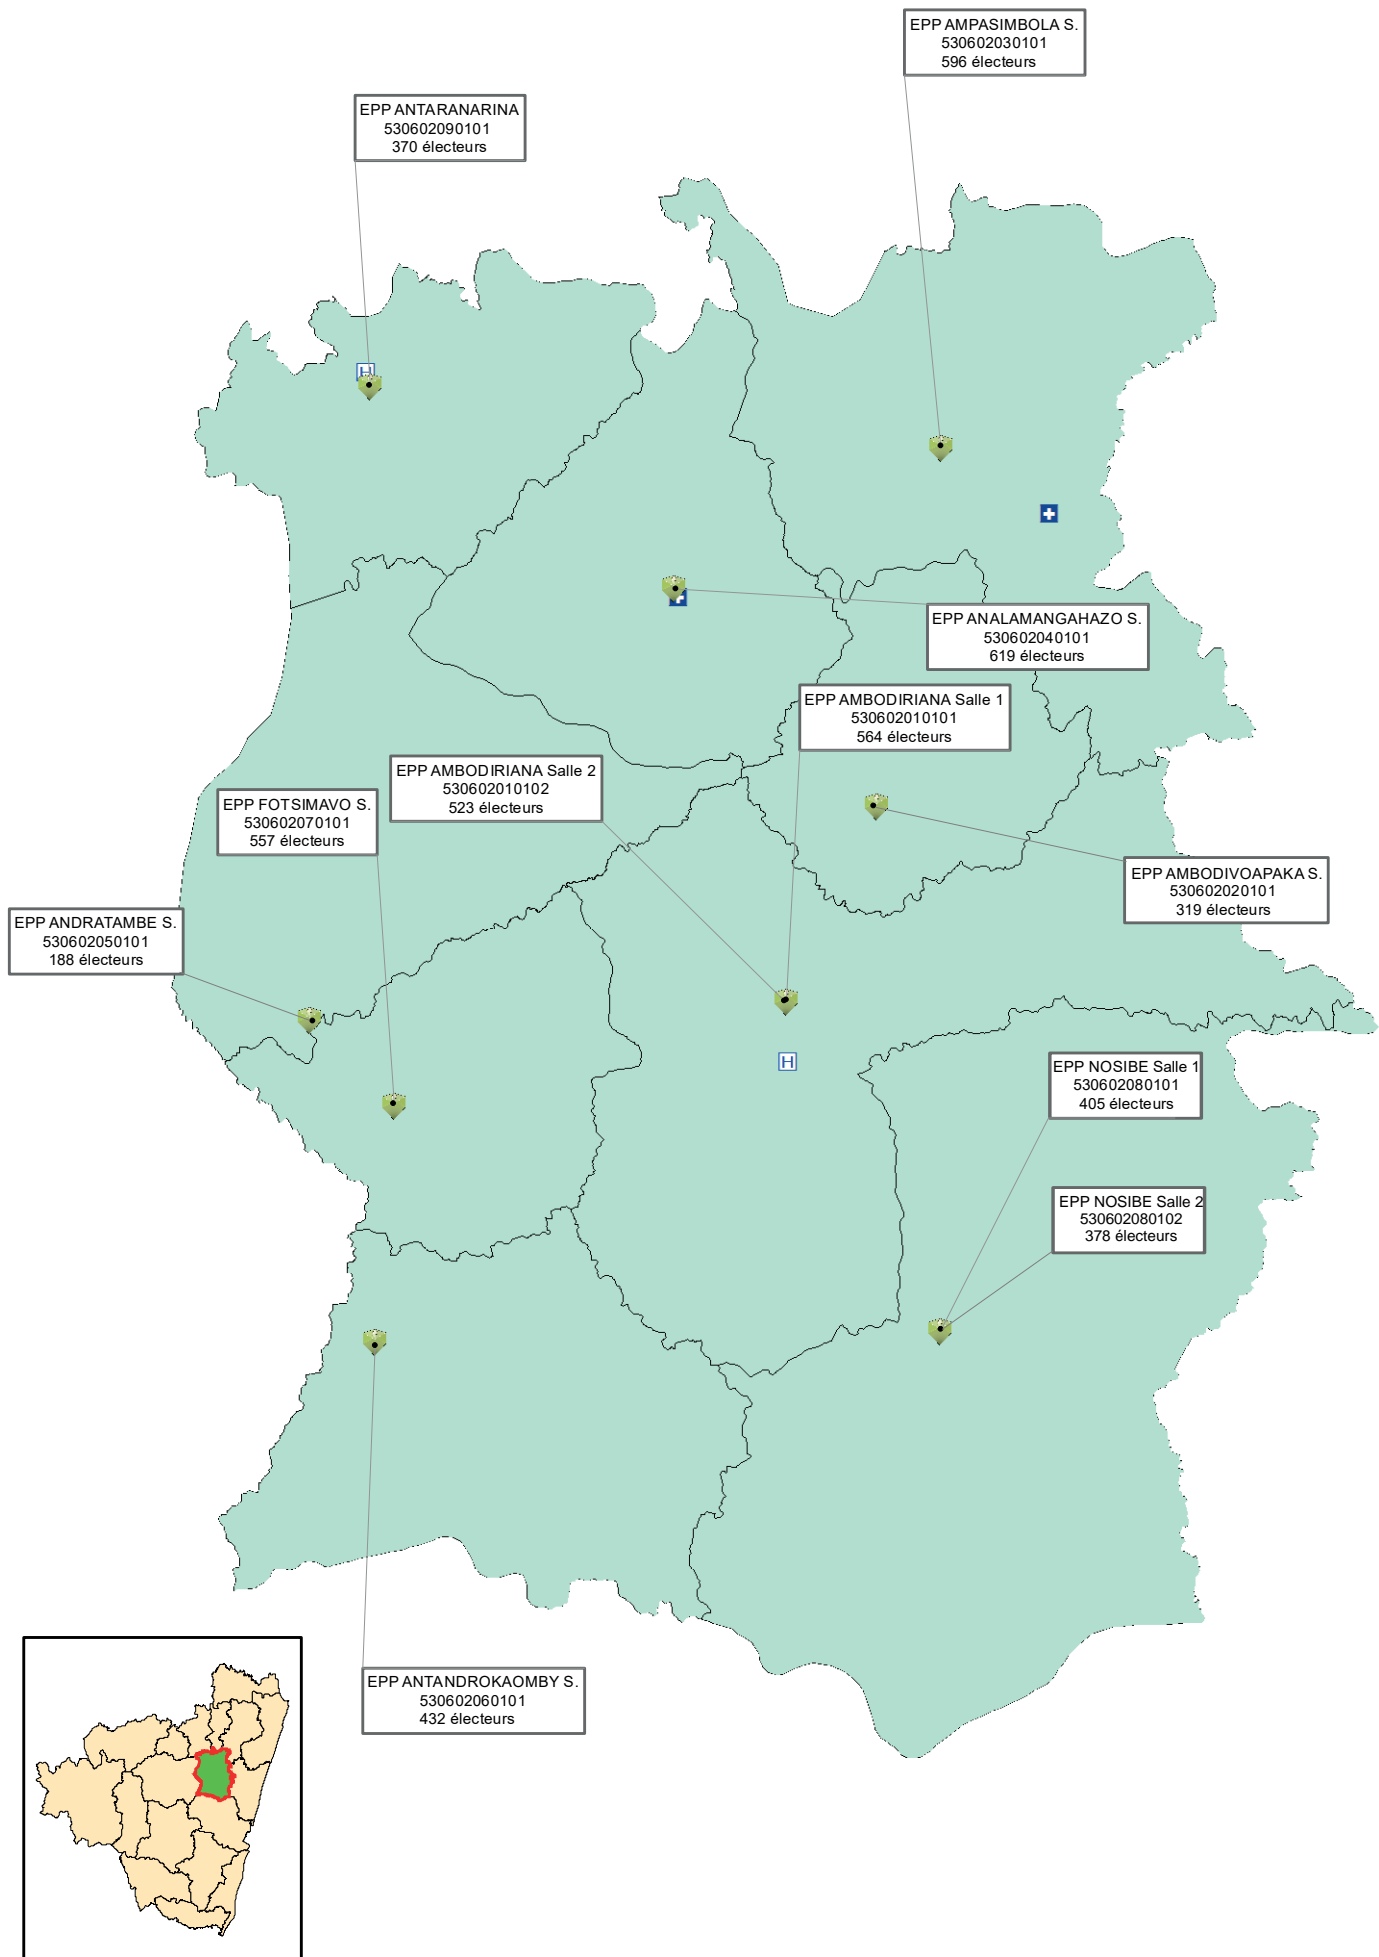 EPP AMPASIMBOLA S.
530602030101
596 électeurs
EPP ANTARANARINA
530602090101
370 électeurs
H
EPP ANALAMANGAHAZO S.
530602040101
619 électeurs
EPP AMBODIRIANA Salle 1
530602010101
564 électeurs
EPP AMBODIRIANA Salle 2
530602010102
523 électeurs
EPP FOTSIMAVO S.
530602070101
557 électeurs
EPP AMBODIVOAPAKA S.
530602020101
319 électeurs
EPP ANDRATAMBE S.
530602050101
188 électeurs
H
EPP NOSIBE Salle 1
530602080101
405 électeurs
EPP NOSIBE Salle 2
530602080102
378 électeurs
EPP ANTANDROKAOMBY S.
530602060101
432 électeurs